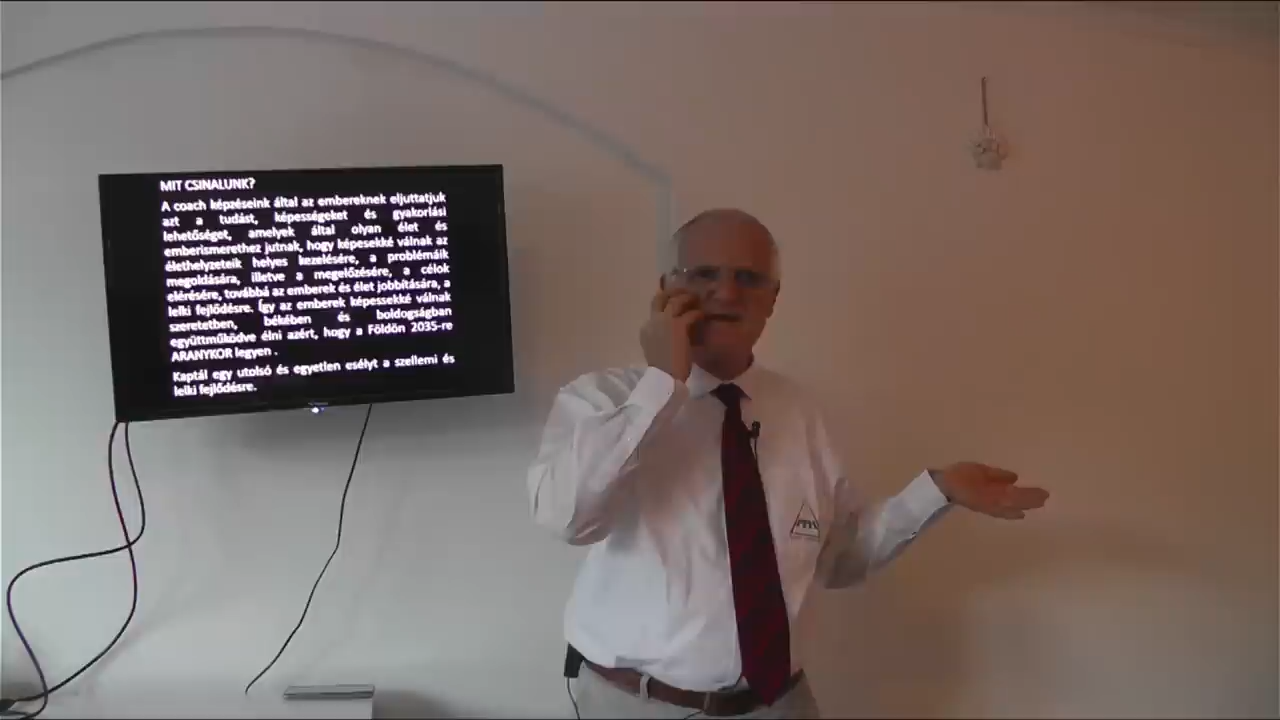 MIT CSINALUNK?
A coach képzéseink által az embereknek eljuttatjuk
azt a tudást, képességeket és gyakorlási
lehetőséget, amelyek által olyan élet és
emberismerethez jutnak, hogy képesekké válnak az
élethelyzeteik helyes kezelésére, a problémáik
megoldására, illetve a megelőzésére, a célok
elérésére, továbbá az emberek és élet jobbítására, a
lelki fejlődésre. Így az emberek képessekké válnak
szeretetben, békében és boldogságban
együttműködve élni azért, hogy a Földön 2035-re
ARANYKOR legyen .
Kaptál egy utolsó és egyetlen esélyt a szellemi és
lelki fejlődésre.